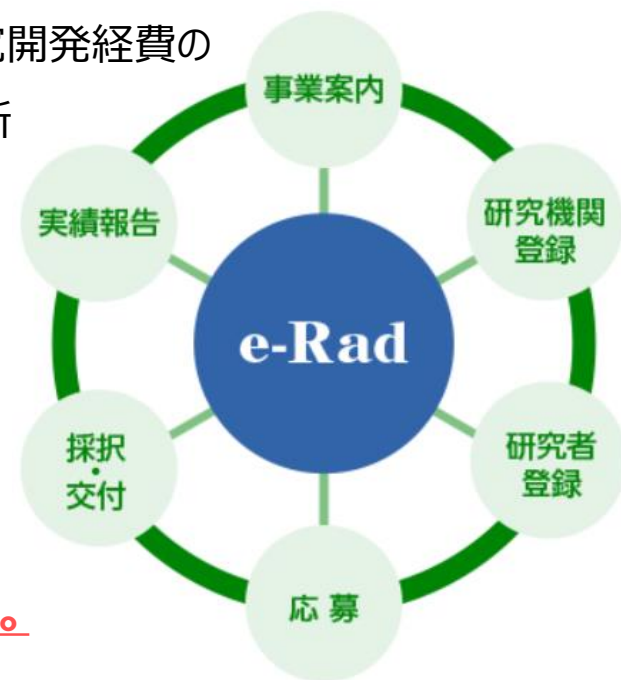 究開発経費の
所
事業案内
研究機関
登録
実績報告
e-Rad
研究者
登録
採択
・
交付
応 募
。